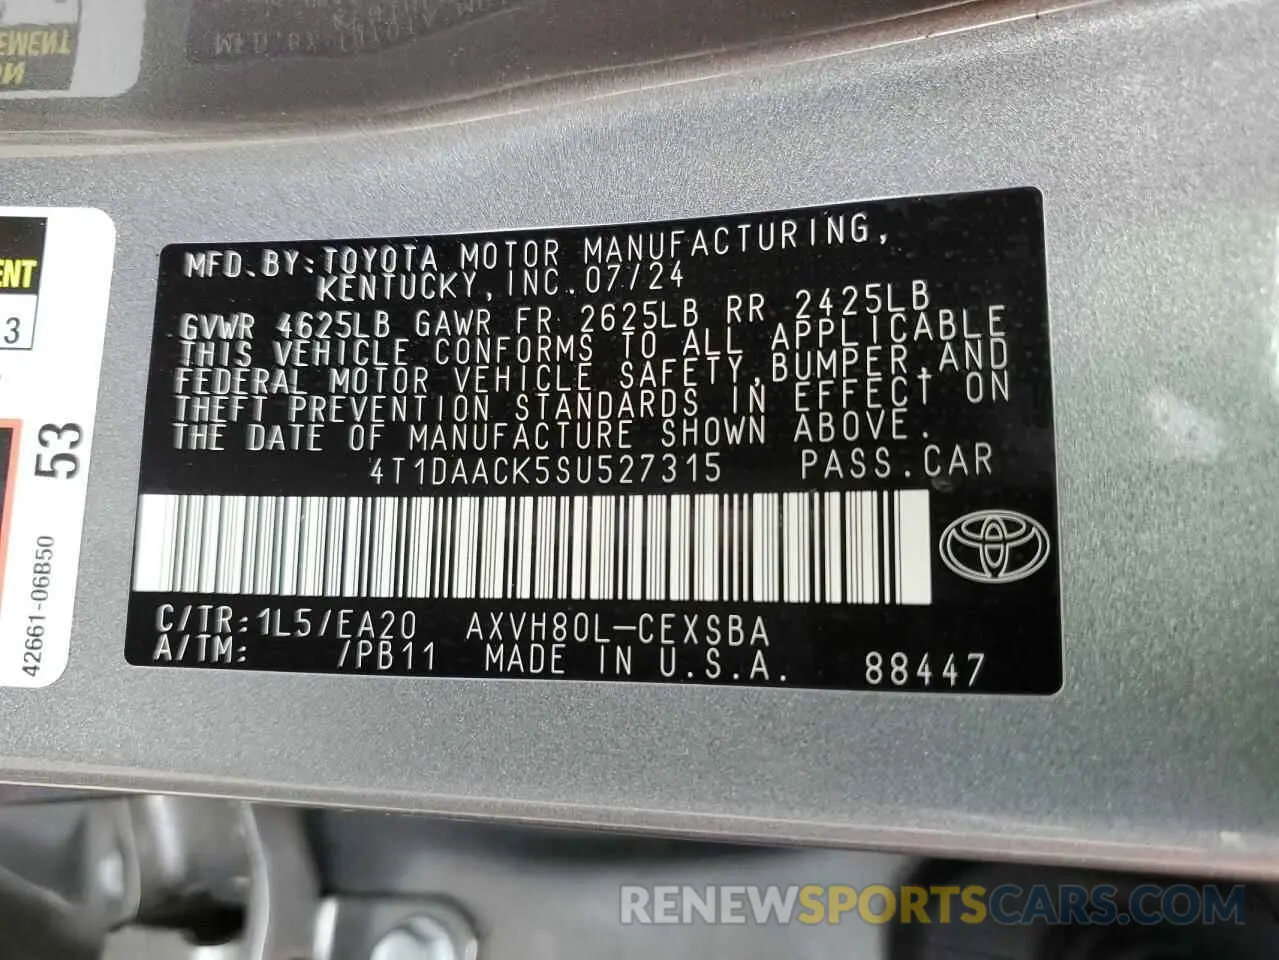 MFD.BY:TOYOTA MOTOR MANUFACTURING,
KENTUCKY, INC. 07/24
GVWR 4625LB GAWR FR 2625LB RR 2425LB
THIS VEHICLE CONFORMS TO ALL APPLICABLE
FEDERAL MOTOR VEHICLE SAFETY,BUMPER,AND
THEFT PREVENTION STANDARDS IN EFFECT ON
THE DATE OF MANUFACTURE SHOWN ABOVE.
4T1DAACK5SU527315 PASS.CAR
C/TR:1L5/EA20 AXVH80L-CEXSBA
A/TM: /PB11 MADE IN U.S.A. 88447
53
42661-06B50
3
RENEWSPORTSCARS.COM